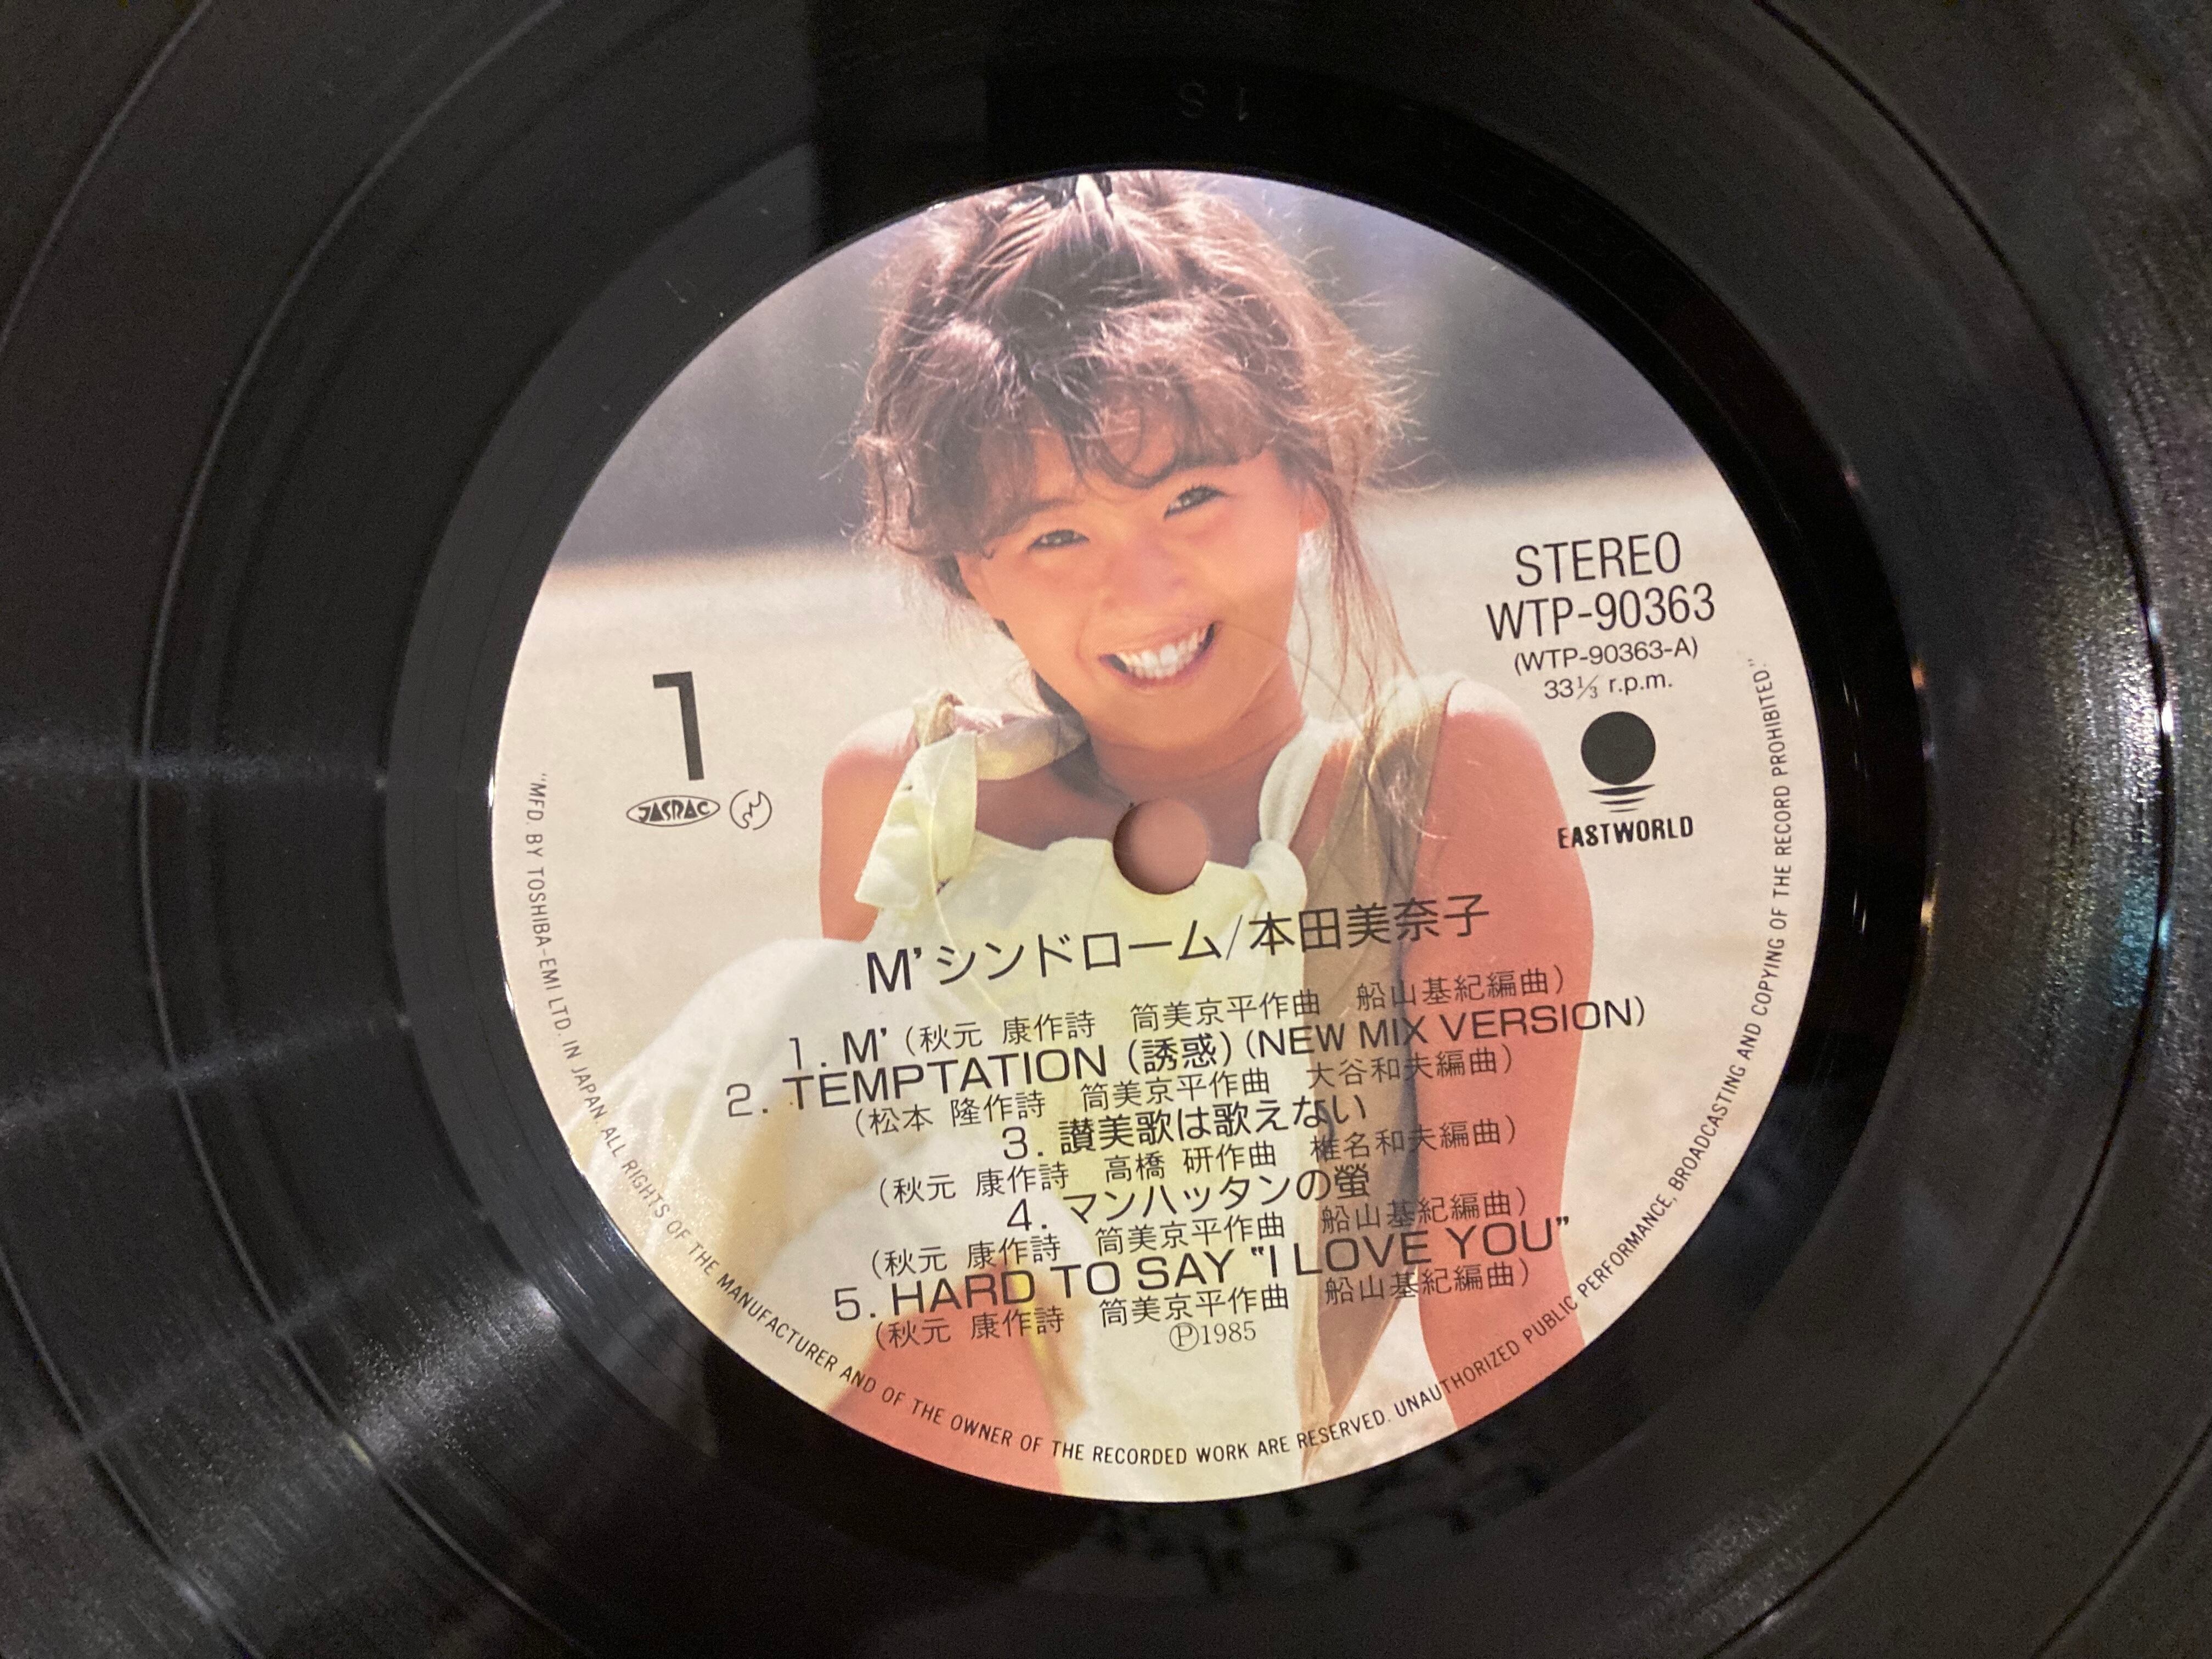 1 S
STEREO
WTP-90363
(WTP-90363-A)
33⅓ r.p.m.
EASTWORLD
1
JASRAC
M'シンドローム/本田美奈子
1. M' (秋元 康作詩 筒美京平作曲 船山基紀編曲)
2. TEMPTATION (誘惑) (NEW MIX VERSION)
(松本 隆作詩 筒美京平作曲 大谷和夫編曲)
3. 讃美歌は歌えない
(秋元 康作詩 高橋 研作曲 椎名和夫編曲)
4. マンハッタンの螢
(秋元 康作詩 筒美京平作曲 船山基紀編曲)
5. HARD TO SAY "I LOVE YOU"
(秋元 康作詩 筒美京平作曲 船山基紀編曲)
Ⓟ1985
"MFD. BY TOSHIBA-EMI LTD. IN JAPAN. ALL RIGHTS OF THE MANUFACTURER AND OF THE OWNER OF THE RECORDED WORK ARE RESERVED. UNAUTHORIZED PUBLIC PERFORMANCE, BROADCASTING AND COPYING OF THE RECORD PROHIBITED."